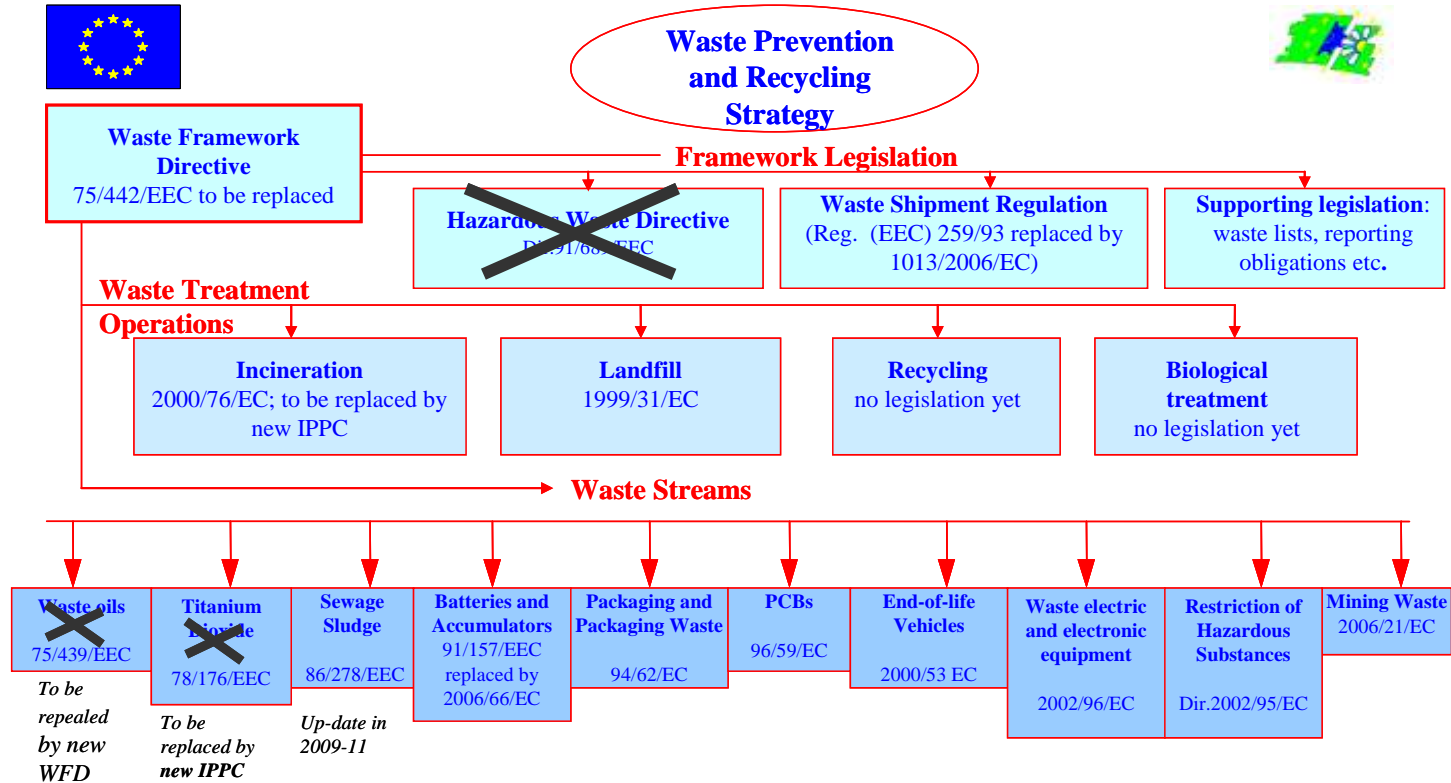 Waste Prevention
and Recycling
Strategy
Waste Framework
Directive
75/442/EEC to be replaced
Framework Legislation
Hazardous Waste Directive
Dir.91/689/EEC
Waste Shipment Regulation
(Reg. (EEC) 259/93 replaced by
1013/2006/EC)
Supporting legislation:
waste lists, reporting
obligations etc.
Waste Treatment
Operations
Incineration
2000/76/EC; to be replaced by
new IPPC
Landfill
1999/31/EC
Recycling
no legislation yet
Biological
treatment
no legislation yet
Waste Streams
Waste oils
75/439/EEC
To be
repealed
by new
WFD
Titanium
Dioxide
78/176/EEC
To be
replaced by
new IPPC
Sewage
Sludge
86/278/EEC
Up-date in
2009-11
Batteries and
Accumulators
91/157/EEC
replaced by
2006/66/EC
Packaging and
Packaging Waste
94/62/EC
PCBs
96/59/EC
End-of-life
Vehicles
2000/53 EC
Waste electric
and electronic
equipment
2002/96/EC
Restriction of
Hazardous
Substances
Dir.2002/95/EC
Mining Waste
2006/21/EC